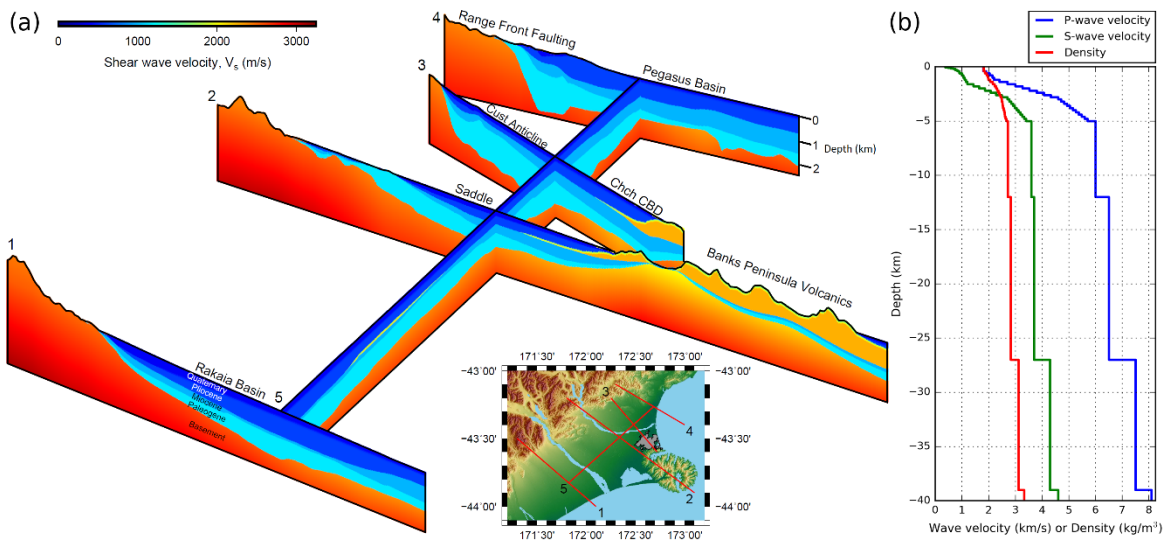 (a)
0 1000 2000 3000
Shear wave velocity, Vs (m/s)
4
Range Front Faulting
Pegasus Basin
3
Cust Anticline
0
1
Depth (km)
2
2
Saddle
Chch CBD
Banks Peninsula Volcanics
1
Rakaia Basin
5
Quaternary
Pliocene
Miocene
Paleogene
Basement
171˚30' 172˚00' 172˚30' 173˚00'
−43˚00' −43˚00'
3
4
−43˚30' −43˚30'
5
1
2
−44˚00' −44˚00'
171˚30' 172˚00' 172˚30' 173˚00'
(b)
P-wave velocity
S-wave velocity
Density
0
−5
−10
−15
−20
−25
−30
−35
−40
Depth (km)
0 1 2 3 4 5 6 7 8
Wave velocity (km/s) or Density (kg/m³)